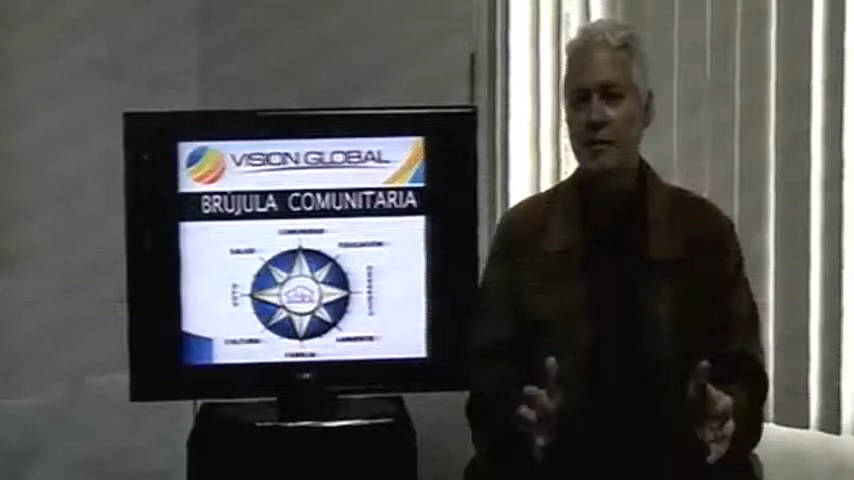 VISION GLOBAL
BRÚJULA COMUNITARIA
COMUNIDAD
SALUD
EDUCACIÓN
CULTURA
AMBIENTE
FAMILIA